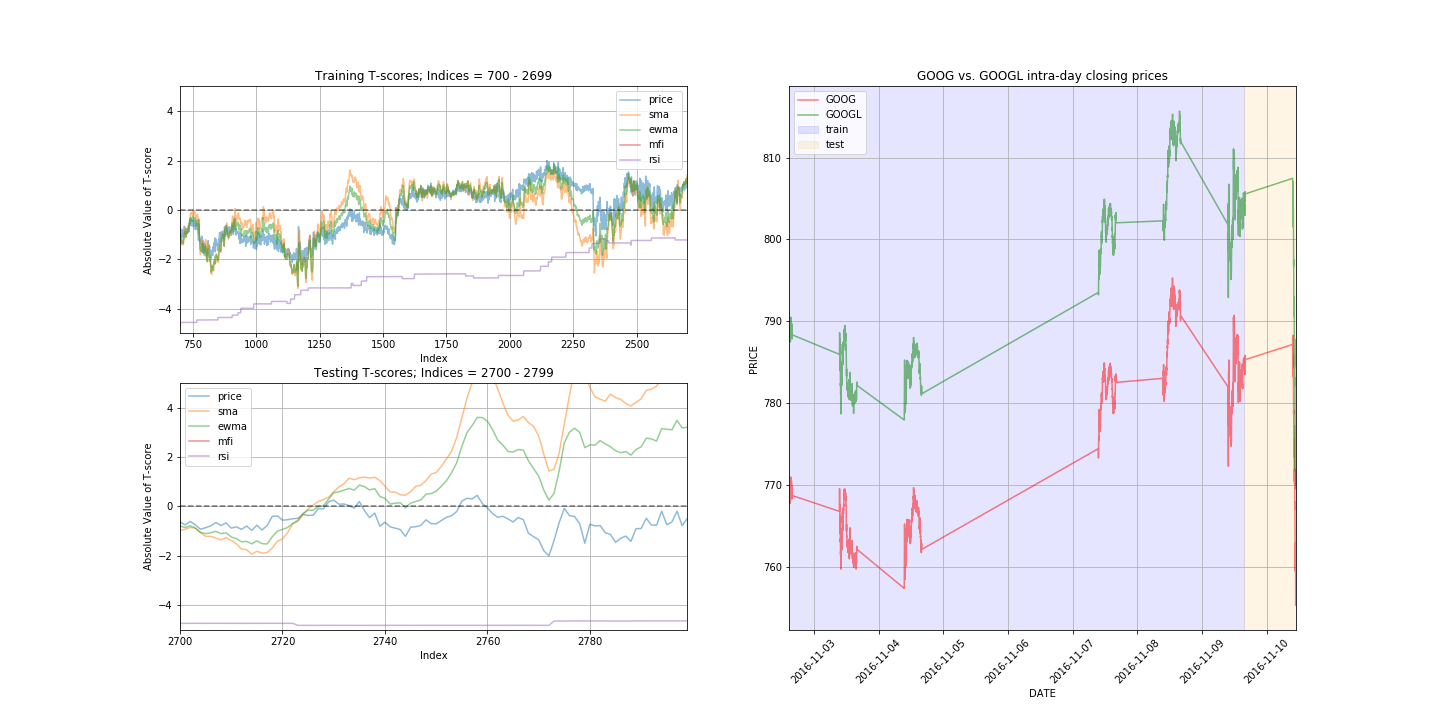 Training T-scores; Indices = 700 - 2699
Absolute Value of T-score
4
2
0
−2
−4
price
sma
ewma
mfi
rsi
750
1000
1250
1500
1750
2000
2250
2500
Index
Testing T-scores; Indices = 2700 - 2799
Absolute Value of T-score
4
2
0
−2
−4
price
sma
ewma
mfi
rsi
2700
2720
2740
2760
2780
Index
GOOG vs. GOOGL intra-day closing prices
PRICE
810
800
790
780
770
760
GOOG
GOOGL
train
test
2016-11-03
2016-11-04
2016-11-05
2016-11-06
2016-11-07
2016-11-08
2016-11-09
2016-11-10
DATE